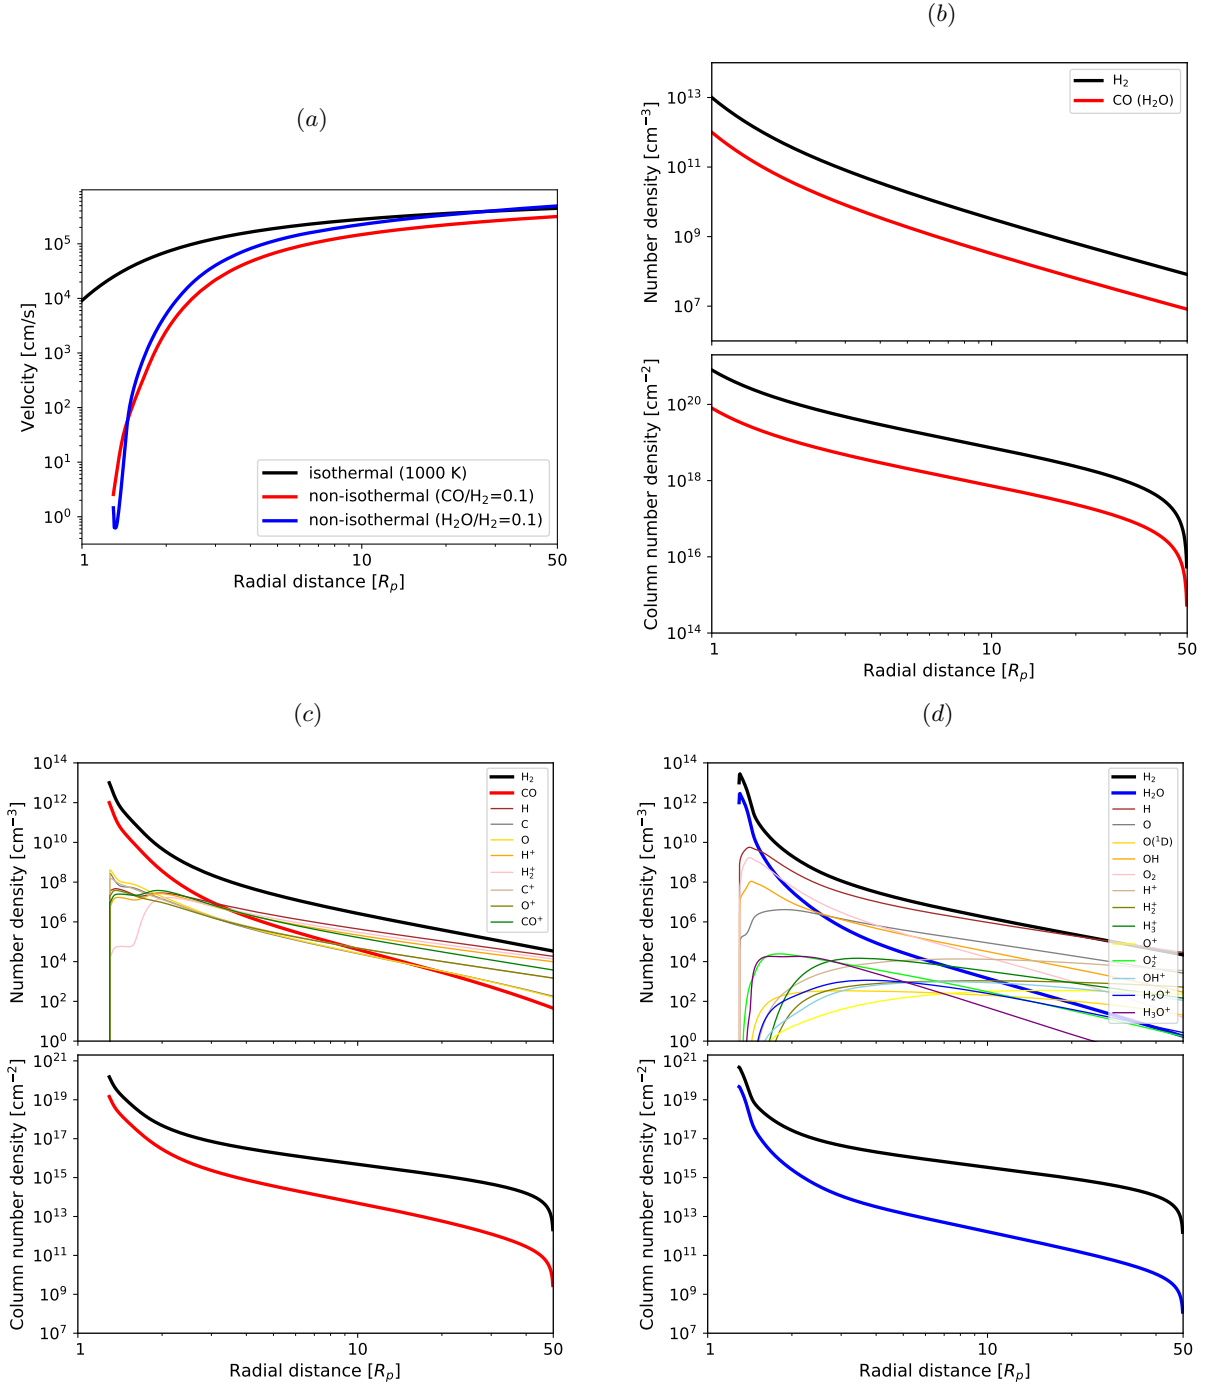 (a)
Velocity [cm/s]
10⁵
10⁴
10³
10²
10¹
10⁰
isothermal (1000 K)
non-isothermal (CO/H₂=0.1)
non-isothermal (H₂O/H₂=0.1)
1
10
50
Radial distance [Rₚ]
(b)
Number density [cm⁻³]
10¹³
10¹¹
10⁹
10⁷
H₂
CO (H₂O)
Column number density [cm⁻²]
10²⁰
10¹⁸
10¹⁶
10¹⁴
1
10
50
Radial distance [Rₚ]
(c)
Number density [cm⁻³]
10¹⁴
10¹²
10¹⁰
10⁸
10⁶
10⁴
10²
10⁰
H₂
CO
H
C
O
H⁺
H₂⁺
C⁺
O⁺
CO⁺
Column number density [cm⁻²]
10²¹
10¹⁹
10¹⁷
10¹⁵
10¹³
10¹¹
10⁹
10⁷
1
10
50
Radial distance [Rₚ]
(d)
Number density [cm⁻³]
10¹⁴
10¹²
10¹⁰
10⁸
10⁶
10⁴
10²
10⁰
H₂
H₂O
H
O
O(¹D)
OH
O₂
H⁺
H₂⁺
H₃⁺
O⁺
O₂⁺
OH⁺
H₂O⁺
H₃O⁺
Column number density [cm⁻²]
10²¹
10¹⁹
10¹⁷
10¹⁵
10¹³
10¹¹
10⁹
10⁷
1
10
50
Radial distance [Rₚ]